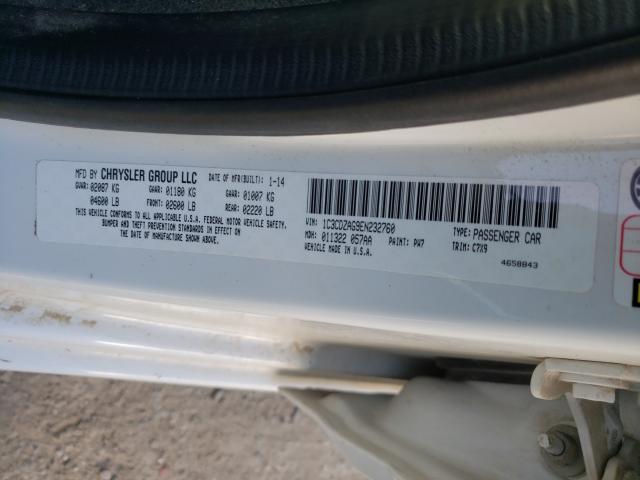 MFD BY CHRYSLER GROUP LLC DATE OF MFR(BUILT): 1-14
GVWR: 02087 KG GAWR: 01180 KG GAWR: 01007 KG
04600 LB FRONT: 02600 LB REAR: 02220 LB
THIS VEHICLE CONFORMS TO ALL APPLICABLE U.S.A. FEDERAL MOTOR VEHICLE SAFETY,
BUMPER AND THEFT PREVENTION STANDARDS IN EFFECT ON
THE DATE OF MANUFACTURE SHOWN ABOVE.
VIN: 1C3CDZAG9EN232760 TYPE: PASSENGER CAR
MDH: 011322 057AA PAINT: PW7 TRIM: C7X9
VEHICLE MADE IN U.S.A.
4658843